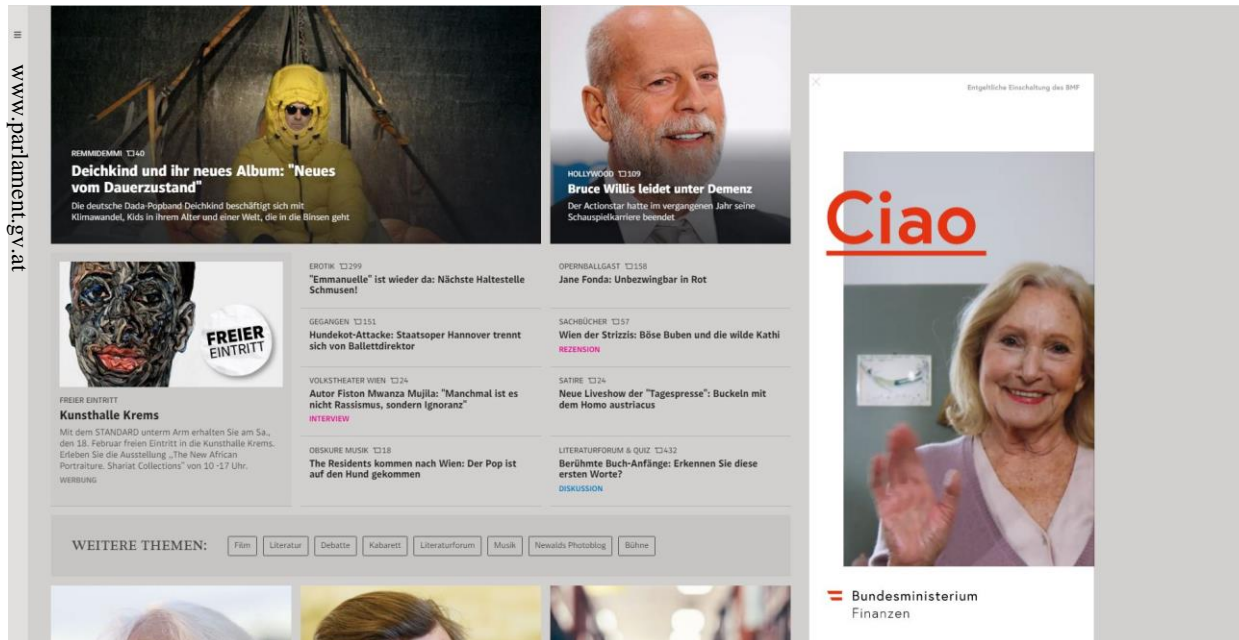 www.parlament.gv.at
REMMIDEMMI 40
Deichkind und ihr neues Album: "Neues
vom Dauerzustand"
Die deutsche Dada-Popband Deichkind beschäftigt sich mit
Klimawandel, Kids in ihrem Alter und einer Welt, die in die Binsen geht
HOLLYWOOD 109
Bruce Willis leidet unter Demenz
Der Actionstar hatte im vergangenen Jahr seine
Schauspielkarriere beendet
FREIER
EINTRITT
FREIER EINTRITT
Kunsthalle Krems
Mit dem STANDARD unterm Arm erhalten Sie am Sa.,
den 18. Februar freien Eintritt in die Kunsthalle Krems.
Erleben Sie die Ausstellung „The New African
Portraiture. Shariat Collections" von 10 -17 Uhr.
WERBUNG
EROTIK 299
"Emmanuelle" ist wieder da: Nächste Haltestelle
Schmusen!
GEGANGEN 151
Hundekot-Attacke: Staatsoper Hannover trennt
sich von Ballettdirektor
VOLKSTHEATER WIEN 24
Autor Fiston Mwanza Mujila: "Manchmal ist es
nicht Rassismus, sondern Ignoranz"
INTERVIEW
OBSKURE MUSIK 18
The Residents kommen nach Wien: Der Pop ist
auf den Hund gekommen
OPERNBALLGAST 158
Jane Fonda: Unbezwingbar in Rot
SACHBÜCHER 57
Wien der Strizzis: Böse Buben und die wilde Kathi
REZENSION
SATIRE 24
Neue Liveshow der "Tagespresse": Buckeln mit
dem Homo austriacus
LITERATURFORUM & QUIZ 432
Berühmte Buch-Anfänge: Erkennen Sie diese
ersten Worte?
DISKUSSION
WEITERE THEMEN: Film Literatur Debatte Kabarett Literaturforum Musik Newalds Photoblog Bühne
Entgeltliche Einschaltung des BMF
Ciao
Bundesministerium
Finanzen